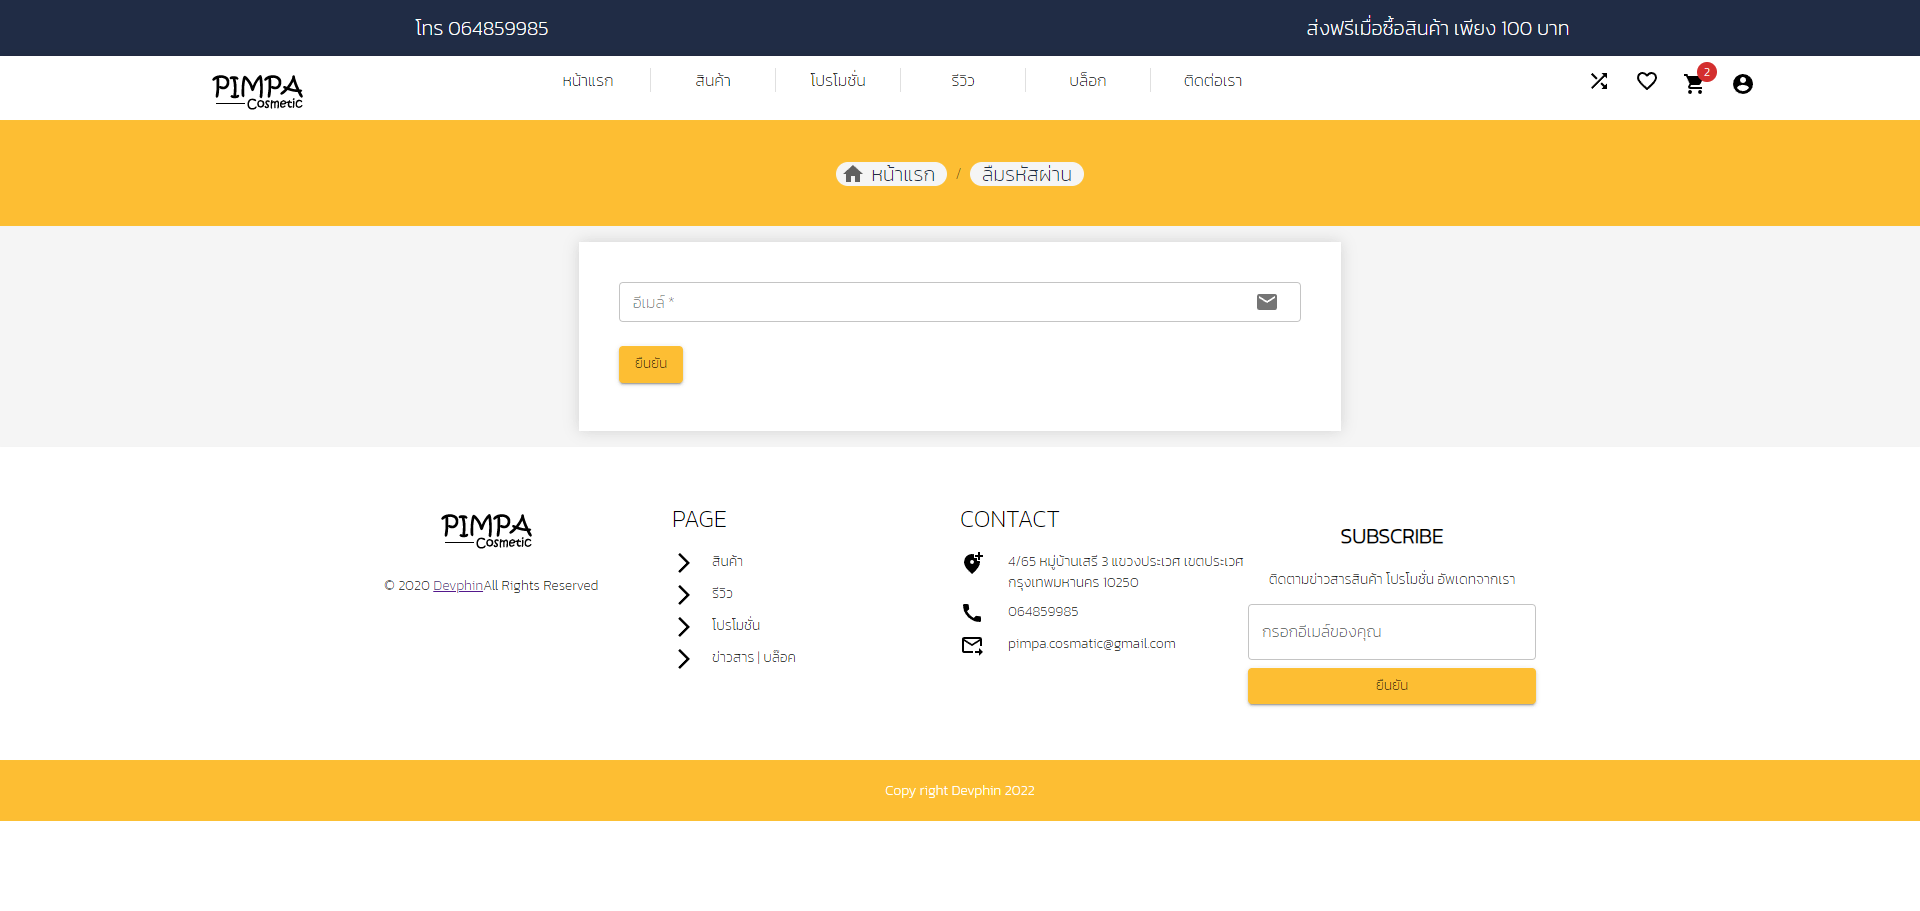 โทร 064859985
ส่งฟรีเมื่อซื้อสินค้า เพียง 100 บาท
PIMPA
Cosmetic
หน้าแรก
สินค้า
โปรโมชั่น
รีวิว
บล็อก
ติดต่อเรา
2
หน้าแรก / ลืมรหัสผ่าน
อีเมล์ *
ยืนยัน
PIMPA
Cosmetic
© 2020 DevphinAll Rights Reserved
PAGE
สินค้า
รีวิว
โปรโมชั่น
ข่าวสาร | บล๊อค
CONTACT
4/65 หมู่บ้านเสรี 3 แขวงประเวศ เขตประเวศ
กรุงเทพมหานคร 10250
064859985
pimpa.cosmatic@gmail.com
SUBSCRIBE
ติดตามข่าวสารสินค้า โปรโมชั่น อัพเดทจากเรา
กรอกอีเมล์ของคุณ
ยืนยัน
Copy right Devphin 2022